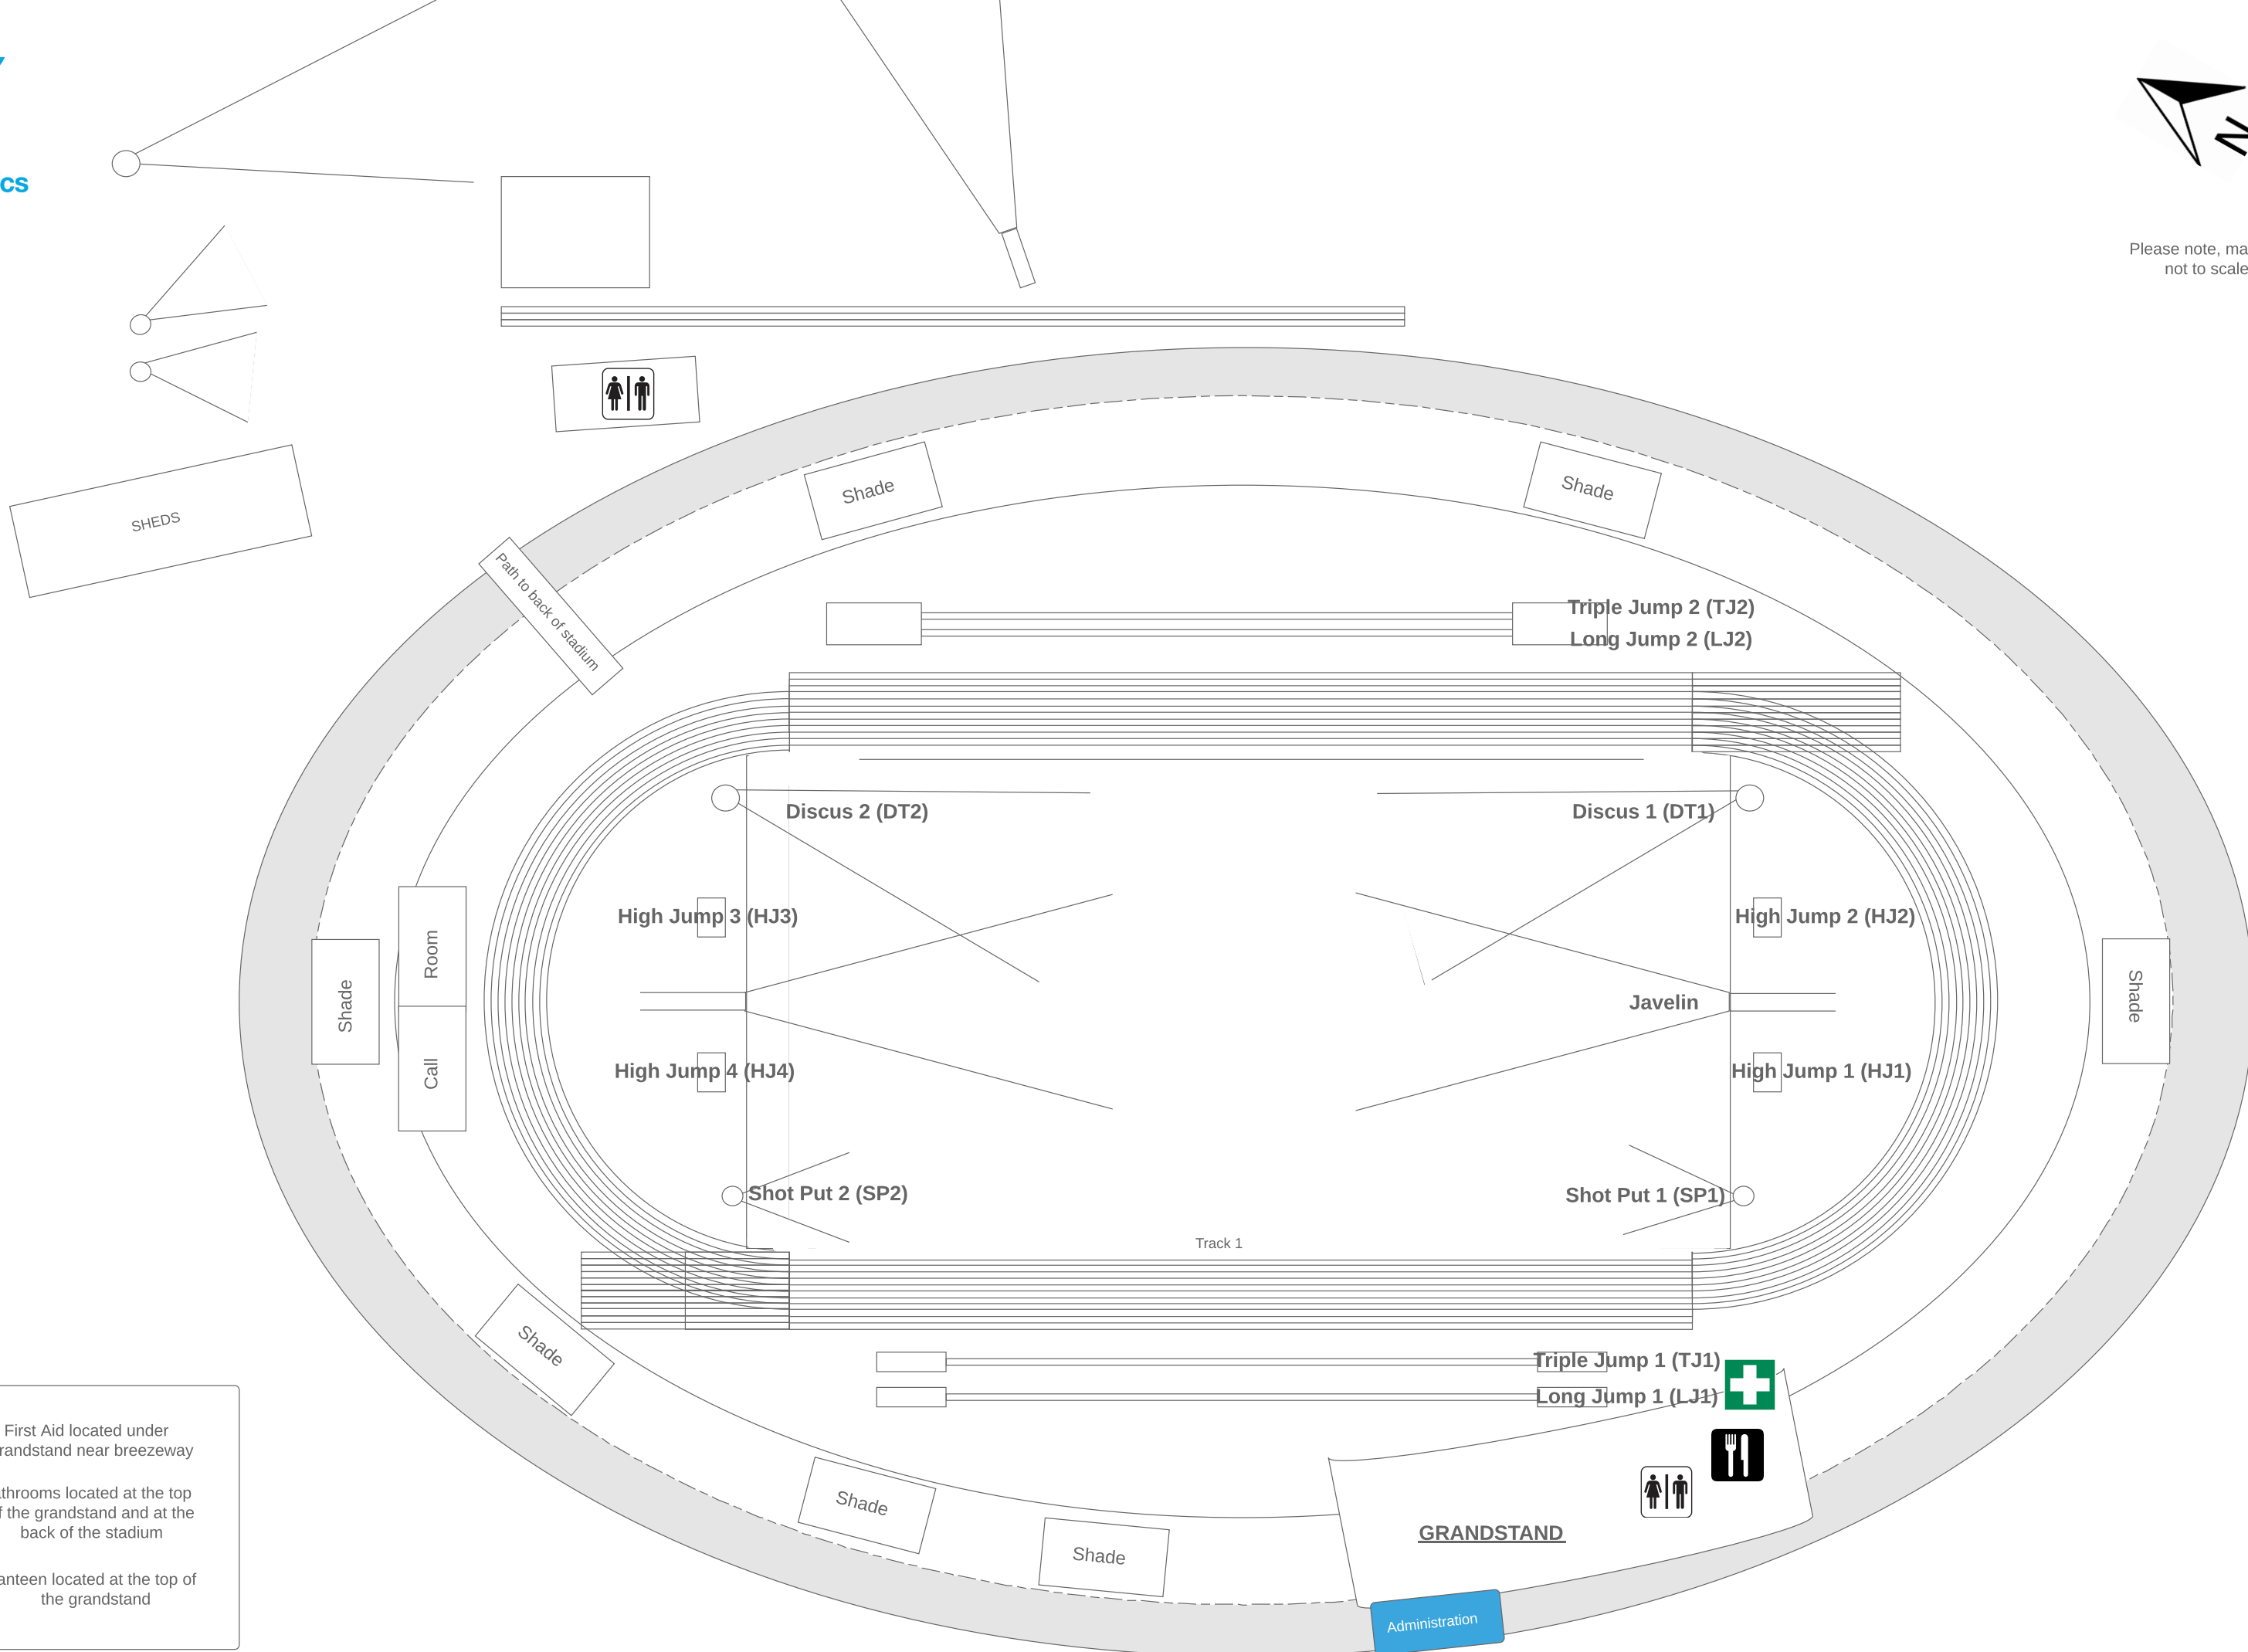 cs
N
Please note, ma
not to scale
SHEDS
Shade
Shade
Path to back of stadium
Triple Jump 2 (TJ2)
Long Jump 2 (LJ2)
Discus 2 (DT2)
Discus 1 (DT1)
High Jump 3 (HJ3)
High Jump 2 (HJ2)
Room
Call
Shade
Shade
Javelin
High Jump 4 (HJ4)
High Jump 1 (HJ1)
Shot Put 2 (SP2)
Shot Put 1 (SP1)
Track 1
Shade
Triple Jump 1 (TJ1)
Long Jump 1 (LJ1)
First Aid located under
randstand near breezeway
throoms located at the top
f the grandstand and at the
back of the stadium
anteen located at the top of
the grandstand
Shade
Shade
GRANDSTAND
Administration